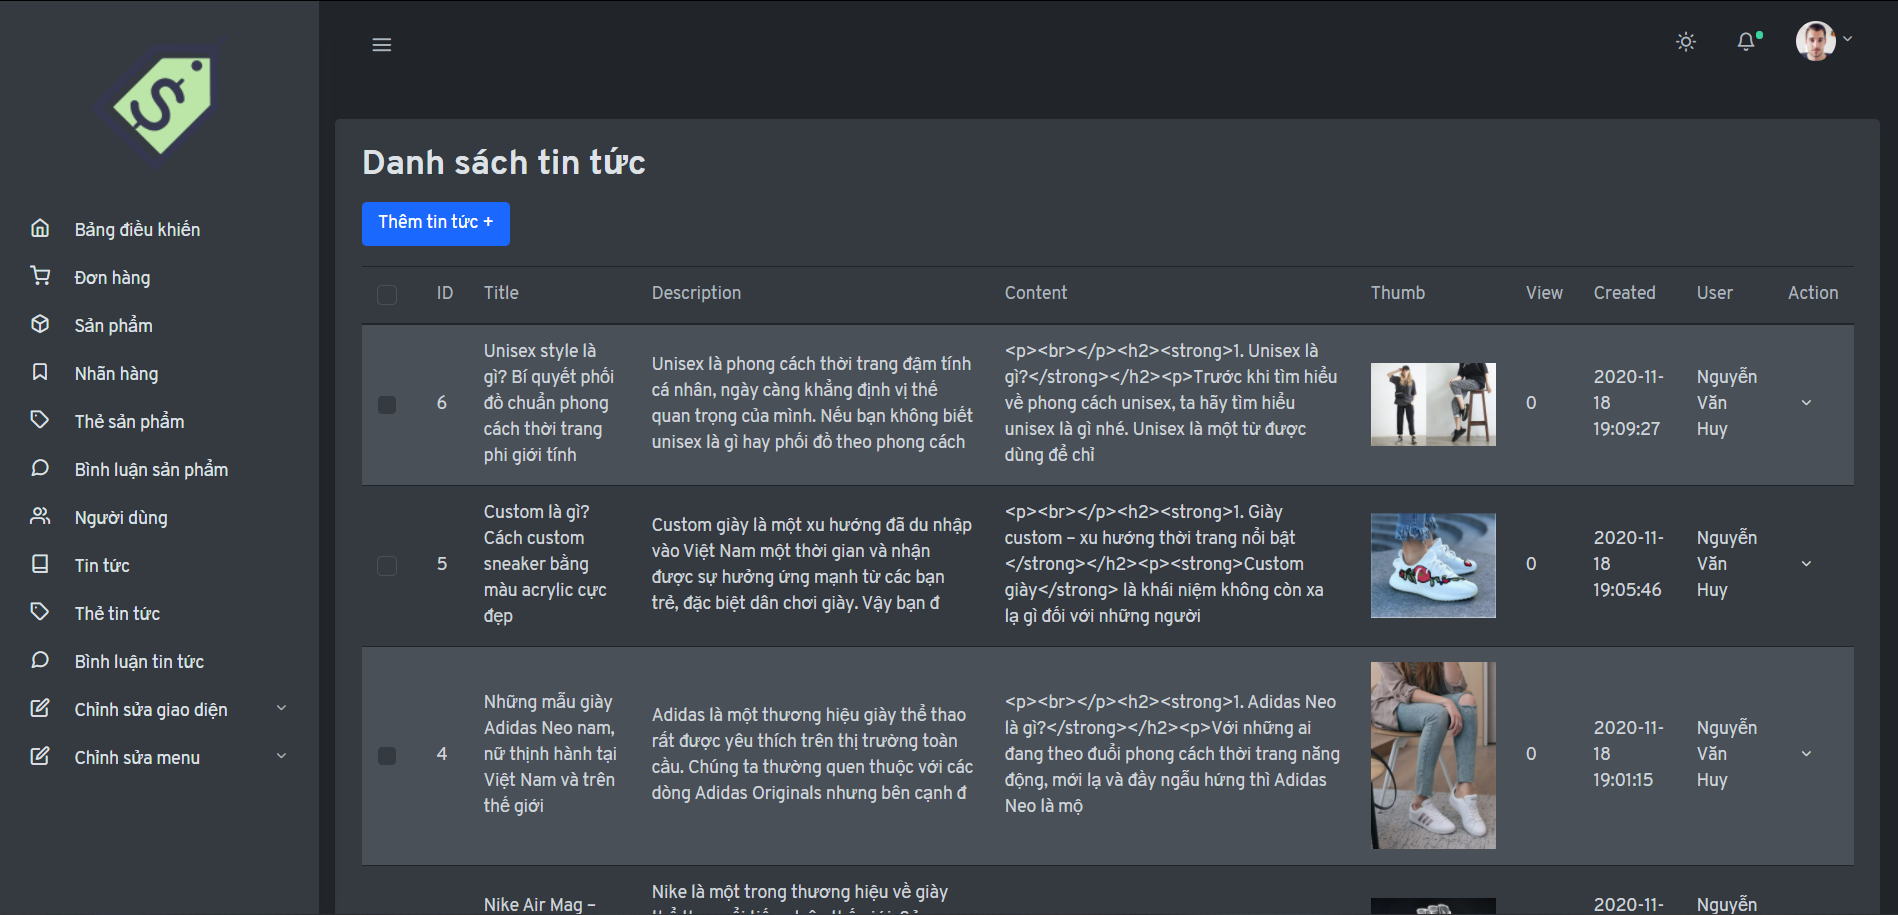 Bảng điều khiến
Đơn hàng
Sản phẩm
Nhãn hàng
Thẻ sản phẩm
Bình luận sản phẩm
Người dùng
Tin tức
Thẻ tin tức
Bình luận tin tức
Chỉnh sửa giao diện
Chỉnh sửa menu
Danh sách tin tức
Thêm tin tức +
ID Title Description Content Thumb View Created User Action
6
Unisex style là
gì? Bí quyết phối
đồ chuẩn phong
cách thời trang
phi giới tính
Unisex là phong cách thời trang đậm tính
cá nhân, ngày càng khẳng định vị thế
quan trọng của mình. Nếu bạn không biết
unisex là gì hay phối đồ theo phong cách
<p><br></p><h2><strong>1. Unisex là
gì?</strong></h2><p>Trước khi tìm hiểu
về phong cách unisex, ta hãy tìm hiểu
unisex là gì nhé. Unisex là một từ được
dùng để chỉ
0
2020-11-
18
19:09:27
Nguyễn
Văn
Huy
5
Custom là gì?
Cách custom
sneaker bằng
màu acrylic cực
đẹp
Custom giày là một xu hướng đã du nhập
vào Việt Nam một thời gian và nhận
được sự hưởng ứng mạnh từ các bạn
trẻ, đặc biệt dân chơi giày. Vậy bạn đ
<p><br></p><h2><strong>1. Giày
custom – xu hướng thời trang nổi bật
</strong></h2><p><strong>Custom
giày</strong> là khái niệm không còn xa
lạ gì đối với những người
0
2020-11-
18
19:05:46
Nguyễn
Văn
Huy
4
Những mẫu giày
Adidas Neo nam,
nữ thịnh hành tại
Việt Nam và trên
thế giới
Adidas là một thương hiệu giày thể thao
rất được yêu thích trên thị trường toàn
cầu. Chúng ta thường quen thuộc với các
dòng Adidas Originals nhưng bên cạnh đ
<p><br></p><h2><strong>1. Adidas Neo
là gì?</strong></h2><p>Với những ai
đang theo đuổi phong cách thời trang năng
động, mới lạ và đầy ngẫu hứng thì Adidas
Neo là mộ
0
2020-11-
18
19:01:15
Nguyễn
Văn
Huy
Nike Air Mag –
Nike là một trong thương hiệu về giày
2020-11-
Nguyễn